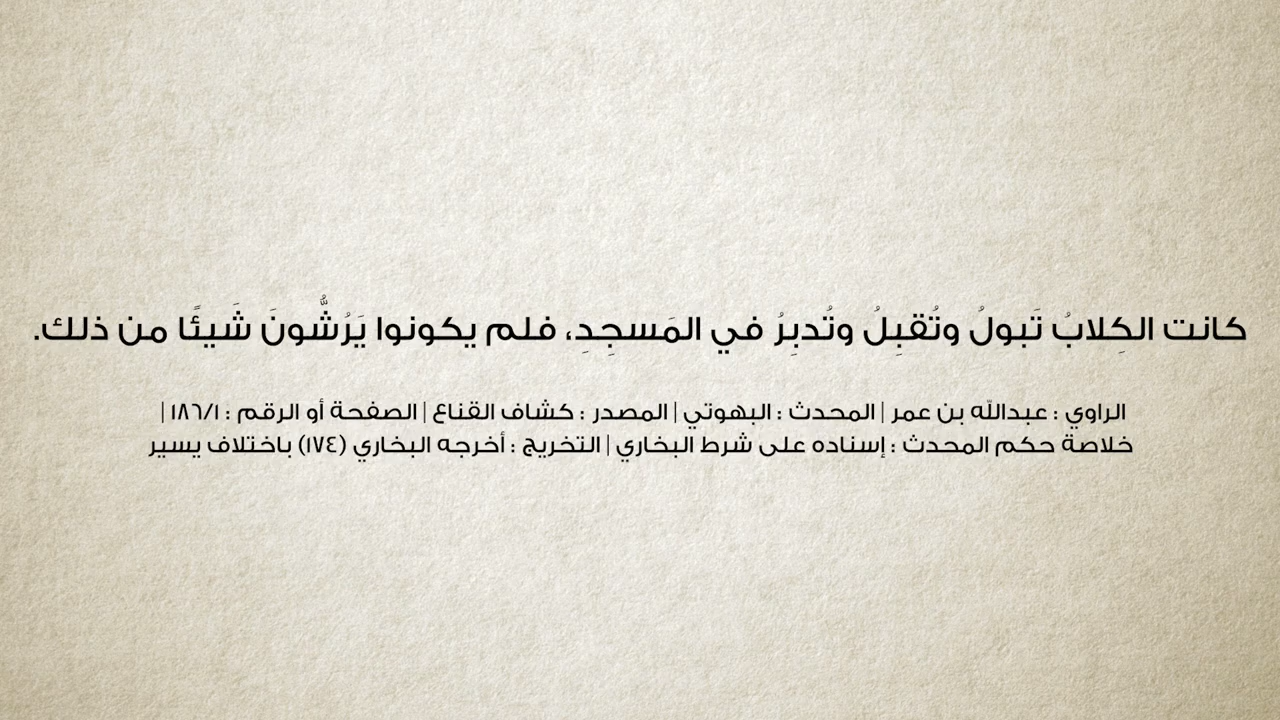 كانت الكِلابُ تَبولُ وتُقبِلُ وتُدبِرُ في المَسجِدِ، فلم يكونوا يَرُشُّونَ شَيئًا من ذلك.
الراوي : عبدالله بن عمر | المحدث : البهوتي | المصدر : كشاف القناع | الصفحة أو الرقم : ١٨٦/١ |
خلاصة حكم المحدث : إسناده على شرط البخاري | التخريج : أخرجه البخاري (١٧٤) باختلاف يسير